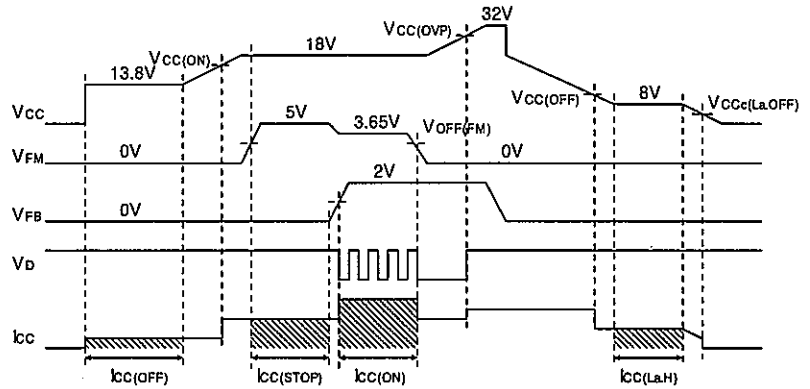 32V
VCC(OVP)
18V
VCC(ON)
13.8V
VCC(OFF)
8V
VCCc(La.OFF)
VCC
5V
3.65V
VOFF(FM)
VFM
0V
0V
2V
VFB
0V
VD
ICC
ICC(OFF)
ICC(STOP)
ICC(ON)
ICC(La.H)